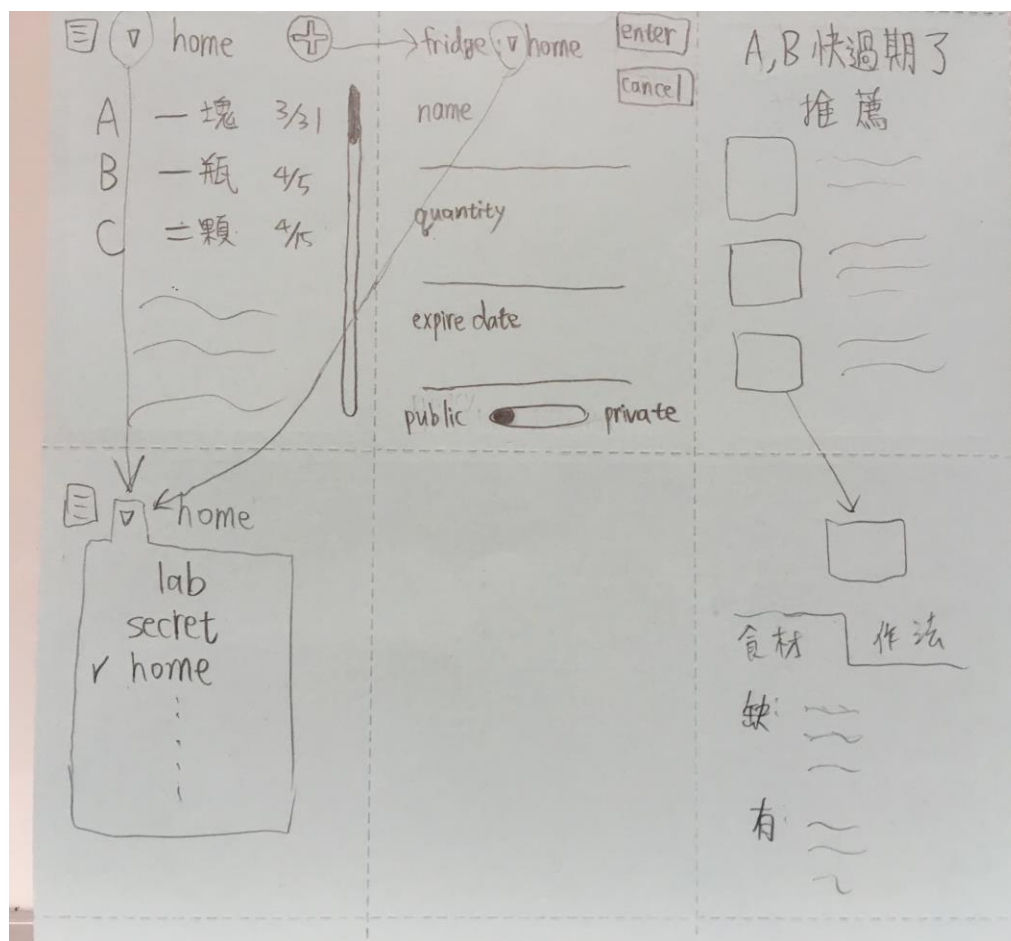 home
A 一塊 3/31
B 一瓶 4/5
C 二顆 4/15
fridge: home
enter
cancel
name
quantity
expire date
public private
A,B快過期了
推薦
home
lab
secret
✓ home
食材 作法
缺:
有: